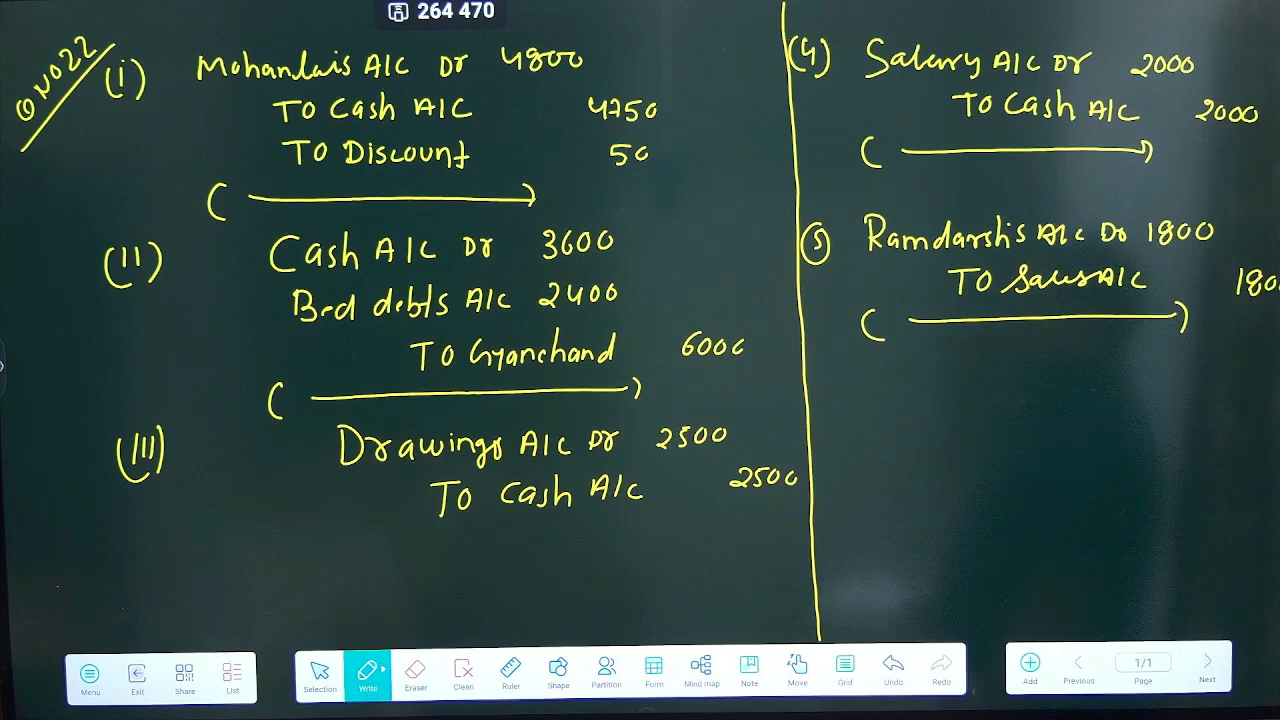 264 470
QNO22
(i) Mohanlal's A/C Dr 4800
To Cash A/C 4750
To Discount 50
(
(II) Cash A/C Dr 3600
Bad debts A/C 2400
To Gyanchand 6000
( )
(III) Drawings A/C Dr 2500
To Cash A/C 2500
(4) Salary A/C Dr 2000
To Cash A/C 2000
( )
(5) Ramdarshis A/C Dr 1800
To Sales A/C 180
( )
Menu Exit Share List
Selection Write Eraser Clean Ruler Shape Partition Form Mind map Note Move Grid Undo Redo
Add Previous 1/1 Page Next